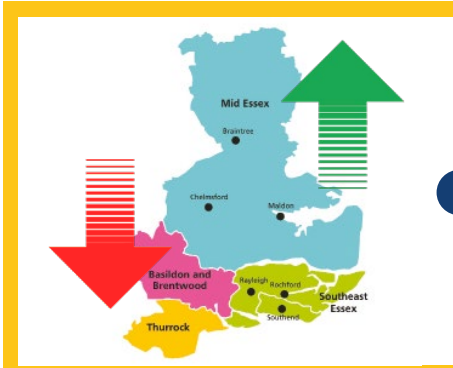 Mid Essex
Braintree
Chelmsford
Maldon
Basildon and
Brentwood
Rayleigh
Rochford
Southeast
Essex
Southend
Thurrock